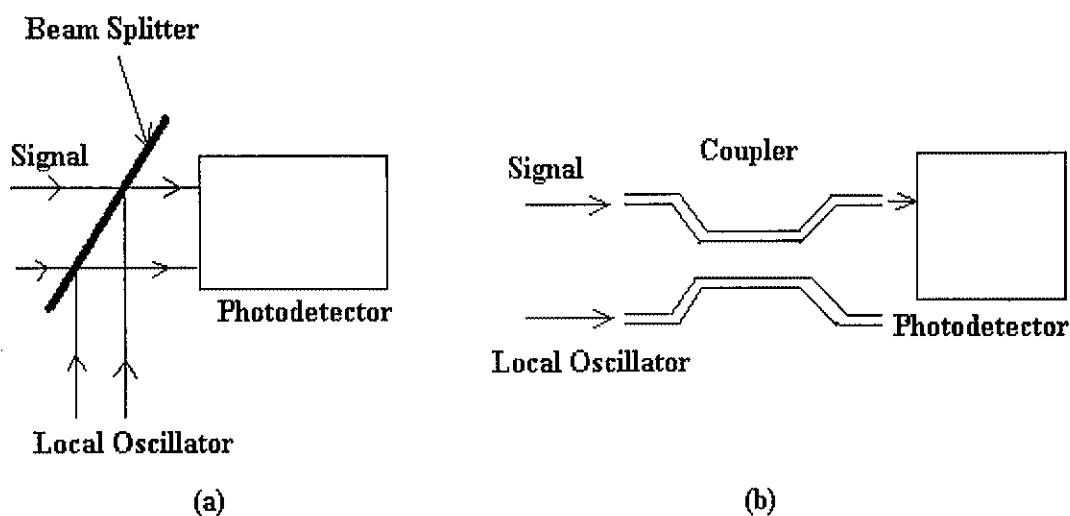 Beam Splitter
Signal
Photodetector
Local Oscillator
(a)
Coupler
Signal
Photodetector
Local Oscillator
(b)